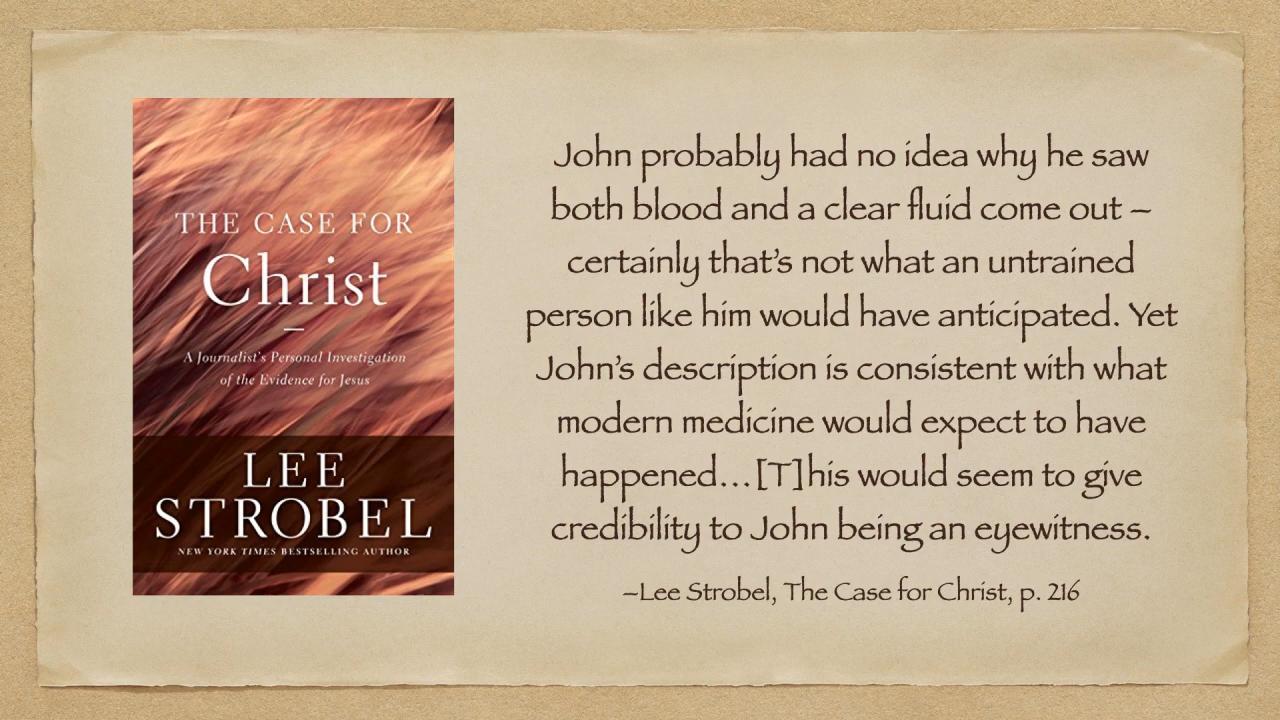 THE CASE FOR
Christ
–
A Journalist's Personal Investigation
of the Evidence for Jesus
LEE
STROBEL
NEW YORK TIMES BESTSELLING AUTHOR
John probably had no idea why he saw
both blood and a clear fluid come out –
certainly that's not what an untrained
person like him would have anticipated. Yet
John's description is consistent with what
modern medicine would expect to have
happened…[T]his would seem to give
credibility to John being an eyewitness.
–Lee Strobel, The Case for Christ, p. 216